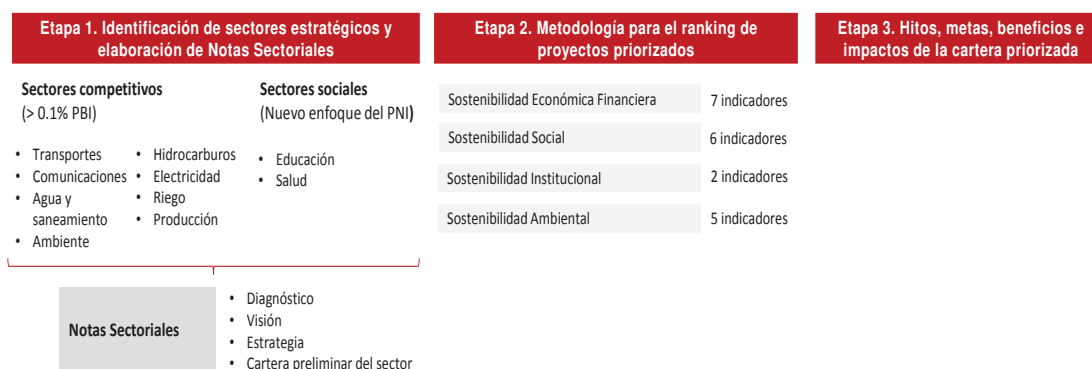 Etapa 1. Identificación de sectores estratégicos y
elaboración de Notas Sectoriales
Sectores competitivos
(> 0.1% PBI)
• Transportes
• Comunicaciones
• Agua y
saneamiento
• Ambiente
• Hidrocarburos
• Electricidad
• Riego
• Producción
Sectores sociales
(Nuevo enfoque del PNI)
• Educación
• Salud
Notas Sectoriales
• Diagnóstico
• Visión
• Estrategia
• Cartera preliminar del sector
Etapa 2. Metodología para el ranking de
proyectos priorizados
Sostenibilidad Económica Financiera 7 indicadores
Sostenibilidad Social 6 indicadores
Sostenibilidad Institucional 2 indicadores
Sostenibilidad Ambiental 5 indicadores
Etapa 3. Hitos, metas, beneficios e
impactos de la cartera priorizada